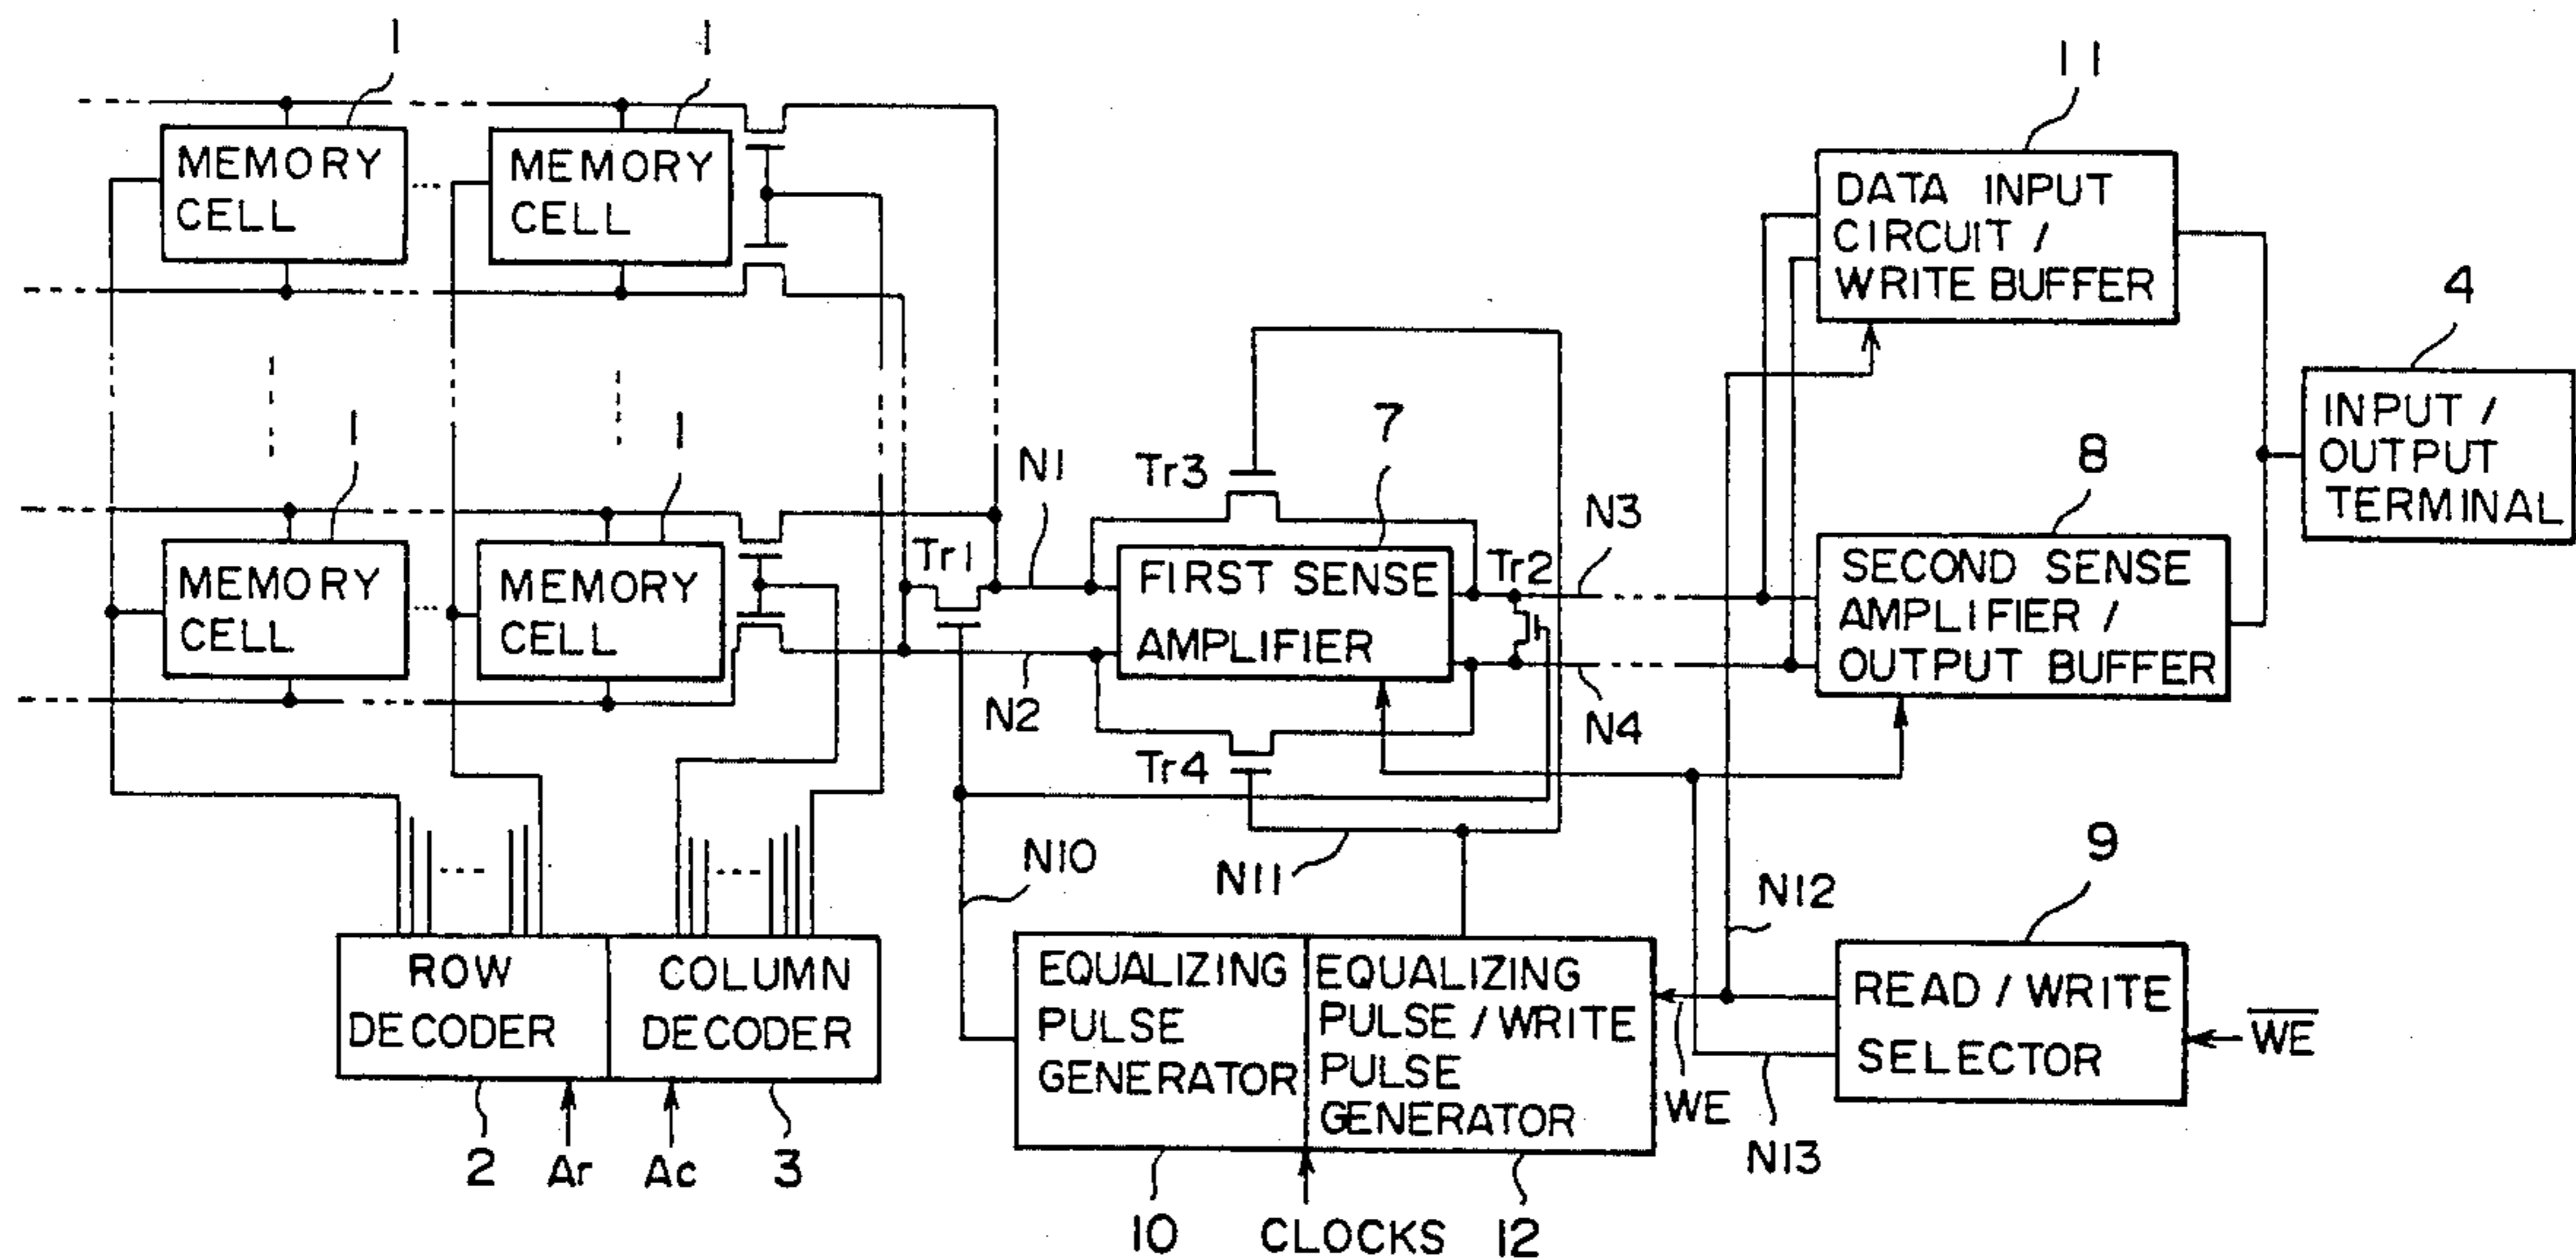 1
1
11
MEMORY
CELL
MEMORY
CELL
DATA INPUT
CIRCUIT /
WRITE BUFFER
4
INPUT /
OUTPUT
TERMINAL
1
1
7
8
N1
Tr3
N3
Tr1
Tr2
MEMORY
CELL
MEMORY
CELL
FIRST SENSE
AMPLIFIER
SECOND SENSE
AMPLIFIER /
OUTPUT BUFFER
N2
Tr4
N4
9
N10
N11
N12
ROW
DECODER
COLUMN
DECODER
EQUALIZING
PULSE
GENERATOR
EQUALIZING
PULSE / WRITE
PULSE
GENERATOR
READ / WRITE
SELECTOR
W̅E̅
WE
N13
2
Ar
Ac
3
10
CLOCKS
12